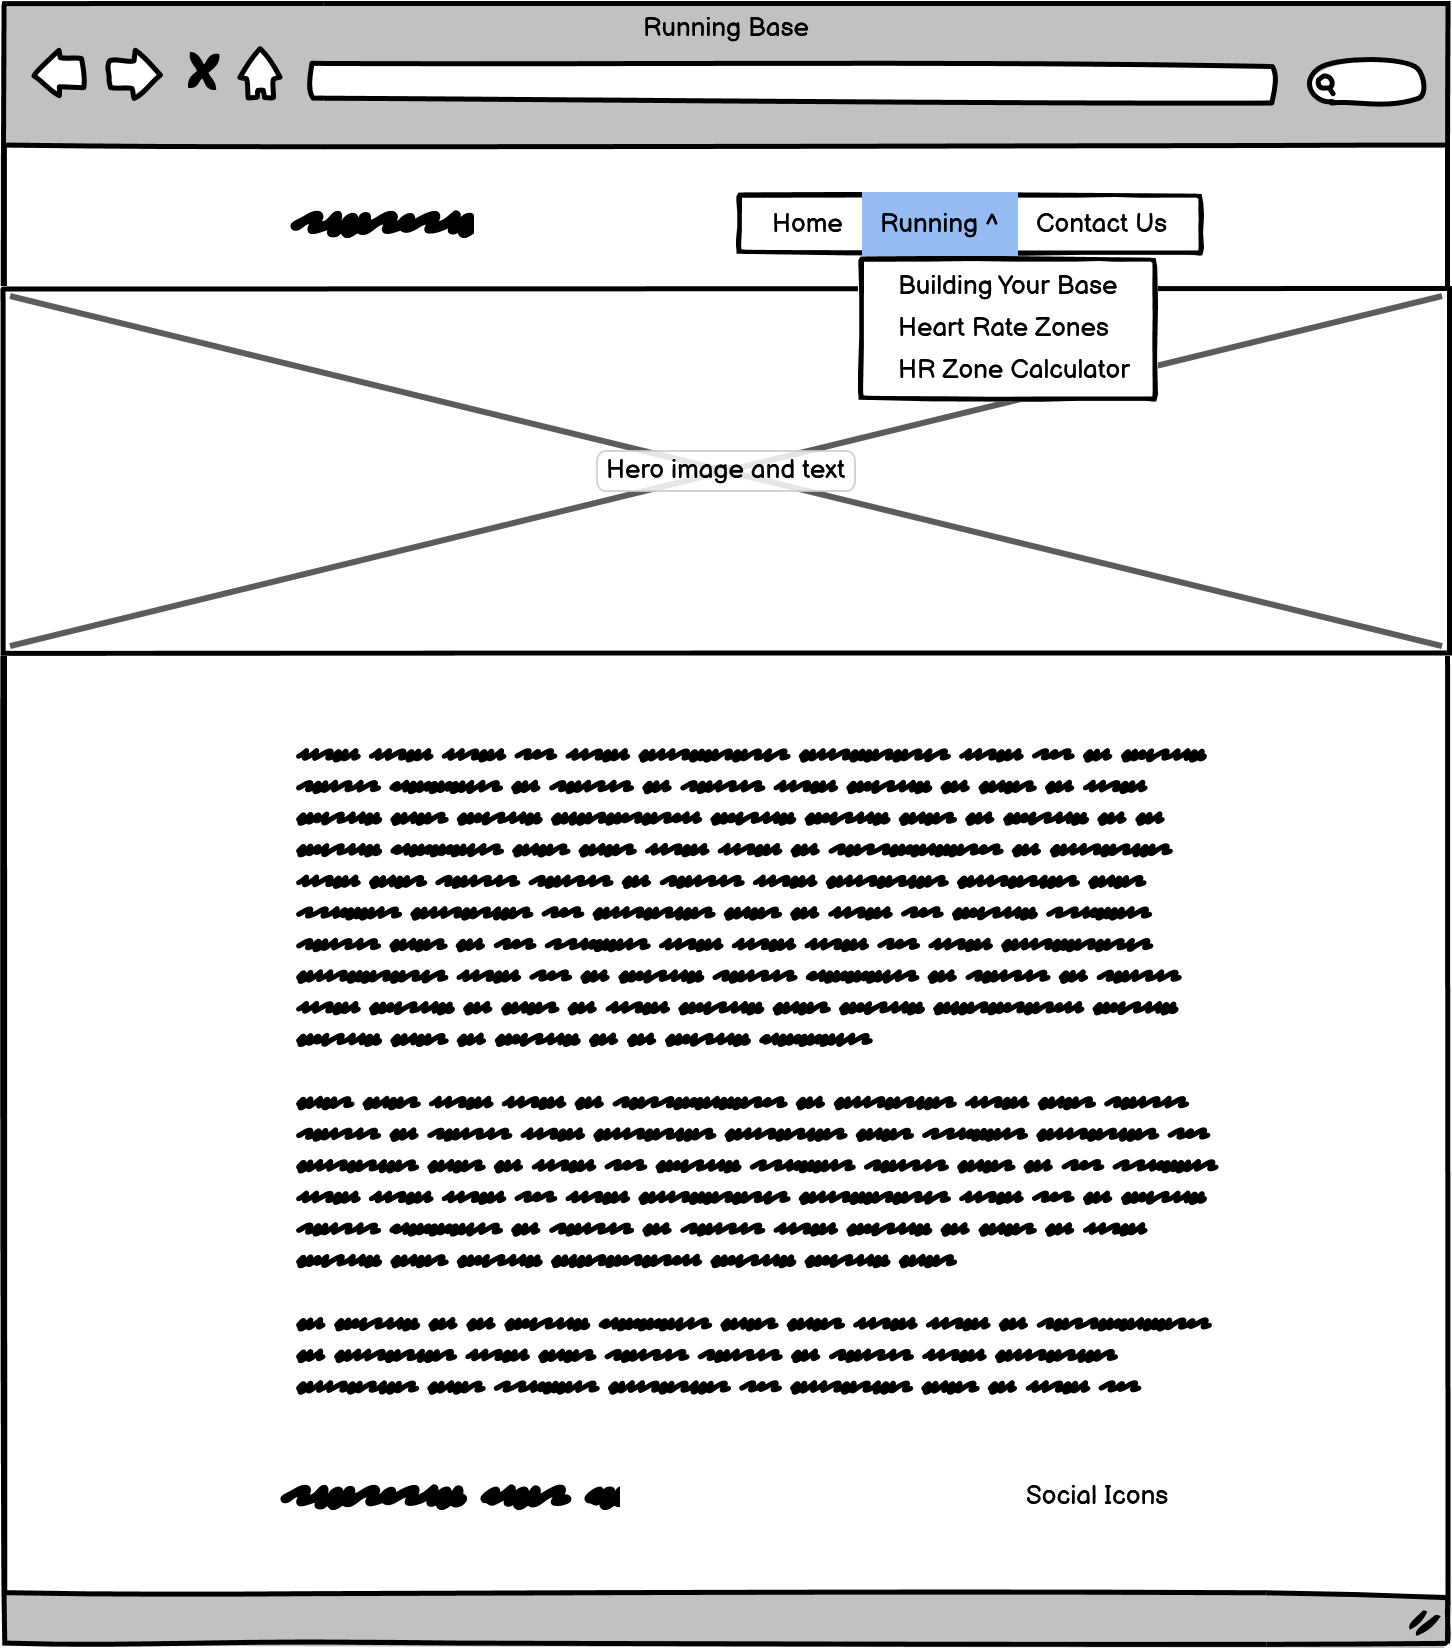 Running Base
Home Running ^ Contact Us
Building Your Base
Heart Rate Zones
HR Zone Calculator
Hero image and text
Social Icons